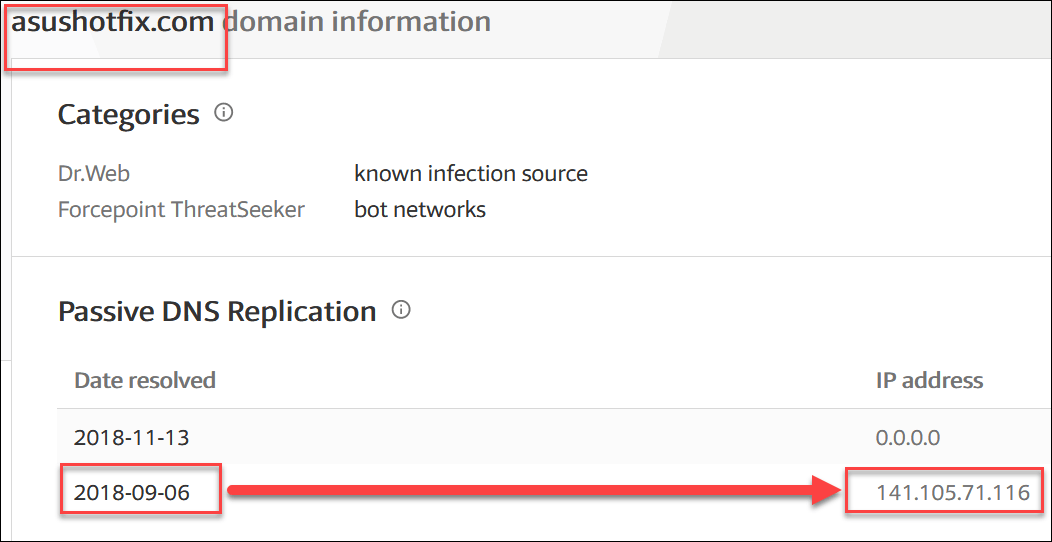 asushotfix.com domain information
Categories
Dr.Web known infection source
Forcepoint ThreatSeeker bot networks
Passive DNS Replication
Date resolved IP address
2018-11-13 0.0.0.0
2018-09-06 141.105.71.116